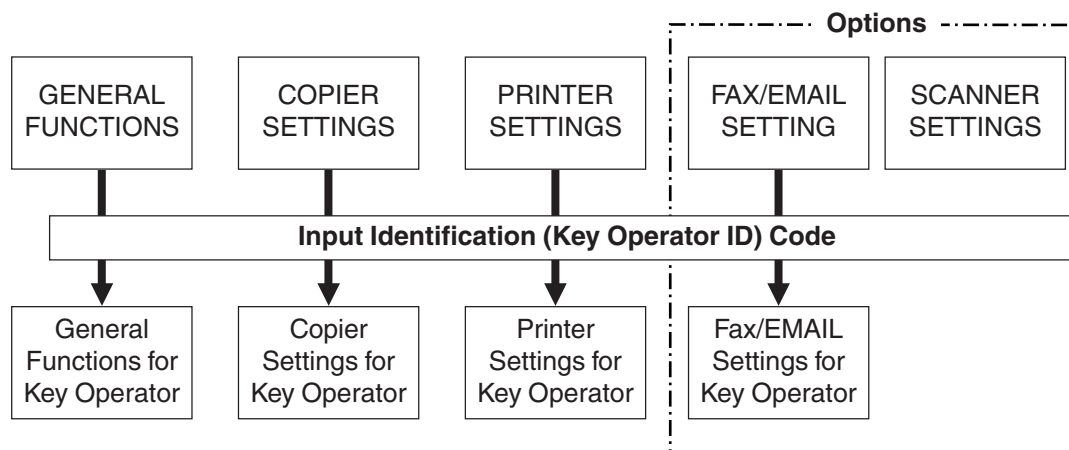 Options
GENERAL
FUNCTIONS
COPIER
SETTINGS
PRINTER
SETTINGS
FAX/EMAIL
SETTING
SCANNER
SETTINGS
Input Identification (Key Operator ID) Code
General
Functions for
Key Operator
Copier
Settings for
Key Operator
Printer
Settings for
Key Operator
Fax/EMAIL
Settings for
Key Operator